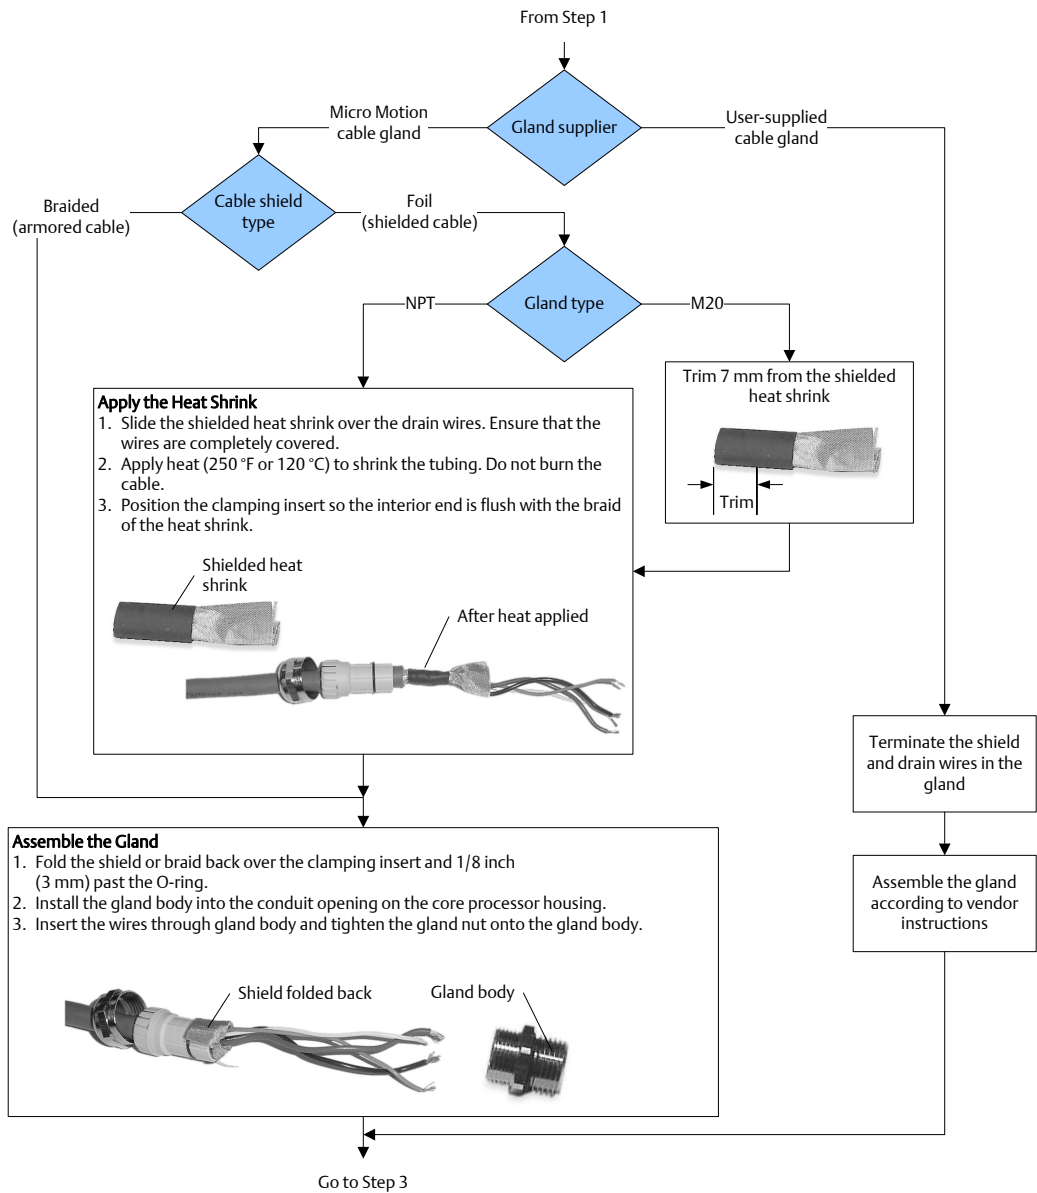 From Step 1
Gland supplier
Micro Motion
cable gland
User-supplied
cable gland
Cable shield
type
Braided
(armored cable)
Foil
(shielded cable)
Gland type
NPT
M20
Trim 7 mm from the shielded
heat shrink
Trim
Apply the Heat Shrink
1. Slide the shielded heat shrink over the drain wires. Ensure that the
wires are completely covered.
2. Apply heat (250 °F or 120 °C) to shrink the tubing. Do not burn the
cable.
3. Position the clamping insert so the interior end is flush with the braid
of the heat shrink.
Shielded heat
shrink
After heat applied
Terminate the shield
and drain wires in the
gland
Assemble the gland
according to vendor
instructions
Assemble the Gland
1. Fold the shield or braid back over the clamping insert and 1/8 inch
(3 mm) past the O-ring.
2. Install the gland body into the conduit opening on the core processor housing.
3. Insert the wires through gland body and tighten the gland nut onto the gland body.
Shield folded back
Gland body
Go to Step 3